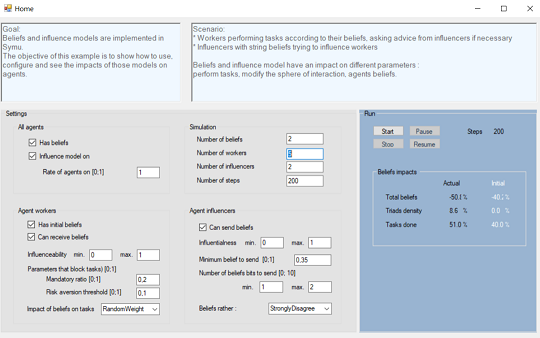 Home
Goal:
Beliefs and influence models are implemented in
Symu.
The objective of this example is to show how to use,
configure and see the impacts of those models on
agents.
Scenario:
* Workers performing tasks according to their beliefs, asking advice from influencers if necessary
* Influencers with string beliefs trying to influence workers
Beliefs and influence model have an impact on different parameters :
perform tasks, modify the sphere of interaction, agents beliefs.
Settings
All agents
Has beliefs
Influence model on
Rate of agents on [0;1] 1
Simulation
Number of beliefs 2
Number of workers 5
Number of influencers 2
Number of steps 200
Agent workers
Has initial beliefs
Can receive beliefs
Influenceability min. 0 max. 1
Parameters that block tasks) [0;1]
Mandatory ratio [0;1] 0,2
Risk aversion threshold [0;1] 0,1
Impact of beliefs on tasks RandomWeight
Agent influencers
Can send beliefs
Influentialness min. 0 max. 1
Minimum belief to send [0;1] 0,35
Number of beliefs bits to send [0; 10]
min. 1 max. 2
Beliefs rather : StronglyDisagree
Run
Start Pause Steps 200
Stop Resume
Beliefs impacts
Actual Initial
Total beliefs %  %
Triads density 8.6 % 0.0 %
Tasks done 51.0 % 40.0 %